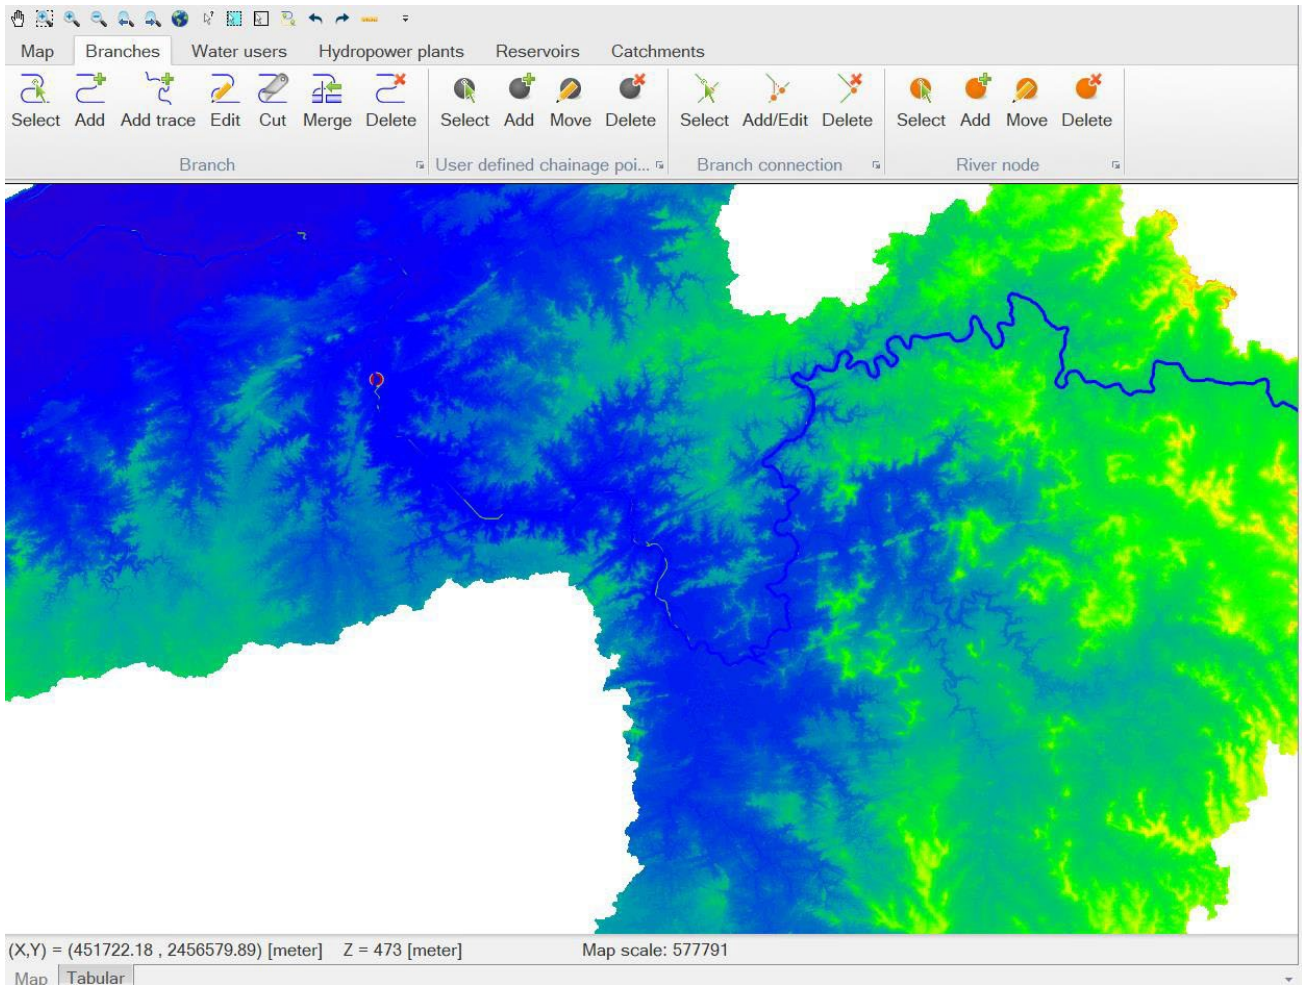 Map Branches Water users Hydropower plants Reservoirs Catchments
Select Add Add trace Edit Cut Merge Delete Select Add Move Delete Select Add/Edit Delete Select Add Move Delete
Branch User defined chainage poi... Branch connection River node
(X,Y) = (451722.18 , 2456579.89) [meter] Z = 473 [meter] Map scale: 577791
Map Tabular